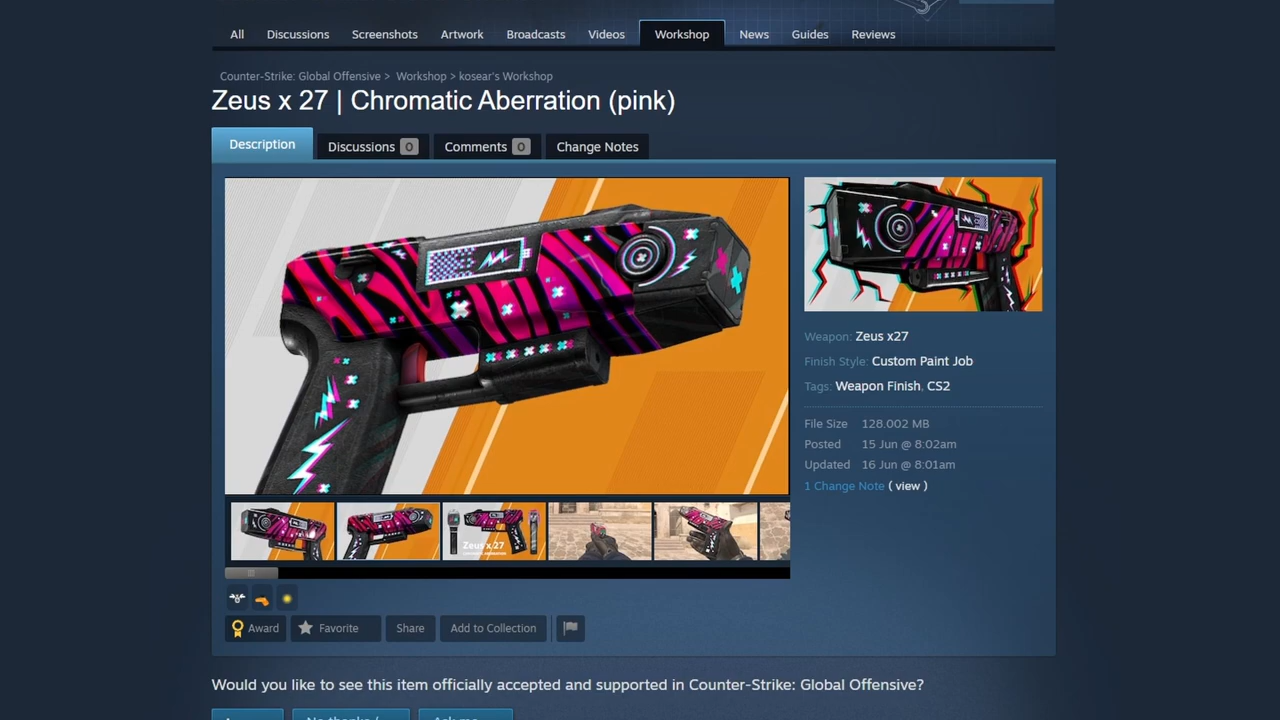 All Discussions Screenshots Artwork Broadcasts Videos Workshop News Guides Reviews
Counter-Strike: Global Offensive > Workshop > kosear's Workshop
Zeus x 27 | Chromatic Aberration (pink)
Description Discussions 0 Comments 0 Change Notes
Weapon: Zeus x27
Finish Style: Custom Paint Job
Tags: Weapon Finish, CS2
File Size 128.002 MB
Posted 15 Jun @ 8:02am
Updated 16 Jun @ 8:01am
1 Change Note ( view )
Zeus x 27
Award Favorite Share Add to Collection
Would you like to see this item officially accepted and supported in Counter-Strike: Global Offensive?